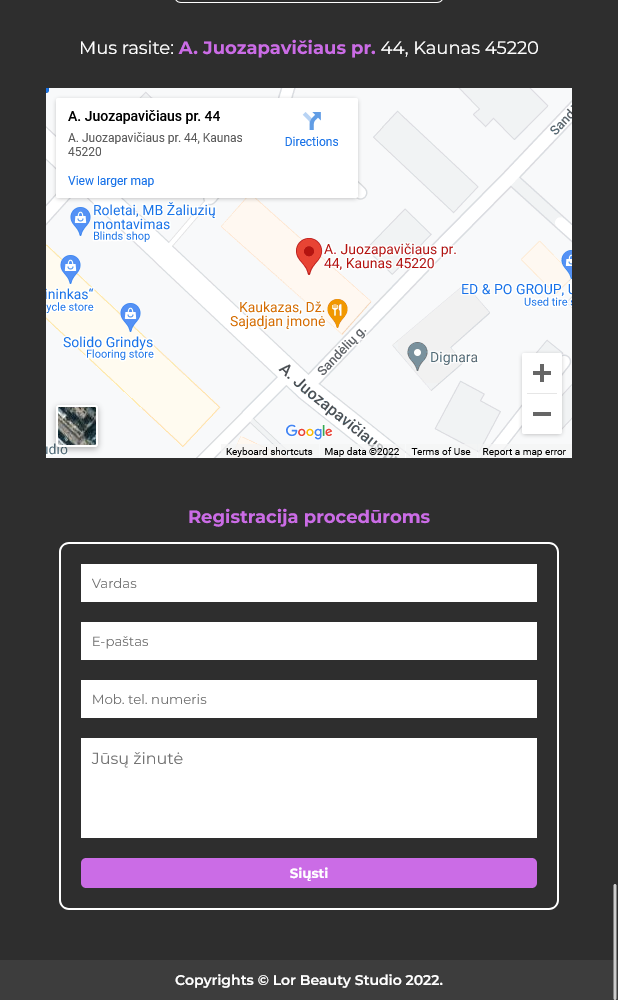 Mus rasite: A. Juozapavičiaus pr. 44, Kaunas 45220
A. Juozapavičiaus pr. 44
A. Juozapavičiaus pr. 44, Kaunas
45220
Directions
View larger map
Sandė
Roletai, MB Žaliuzių
montavimas
Blinds shop
A. Juozapavičiaus pr.
44, Kaunas 45220
ininkas“
ycle store
ED & PO GROUP, U
Used tire s
Kaukazas, Dž.
Sajadjan įmonė
Solido Grindys
Flooring store
Sandėlių g.
Dignara
A. Juozapavičiaus
Google
udio
Keyboard shortcuts
Map data ©2022
Terms of Use
Report a map error
Registracija procedūroms
Vardas
E-paštas
Mob. tel. numeris
Jūsų žinutė
Siųsti
Copyrights © Lor Beauty Studio 2022.